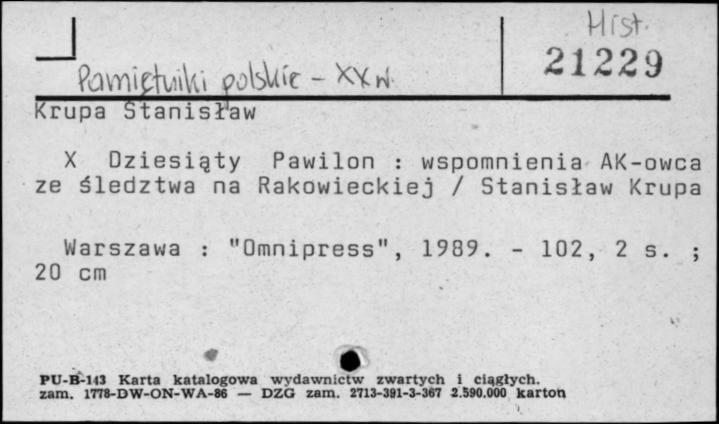 Hist.
21229
Pamiętniki polskie - XX w.
Krupa Stanisław
X Dziesiąty Pawilon : wspomnienia AK-owca
ze śledztwa na Rakowieckiej / Stanisław Krupa
Warszawa : "Omnipress", 1989. - 102, 2 s. ;
20 cm
PU-B-143 Karta katalogowa wydawnictw zwartych i ciągłych.
zam. 1778-DW-ON-WA-86 — DZG zam. 2713-391-3-367 2.590.000 karton